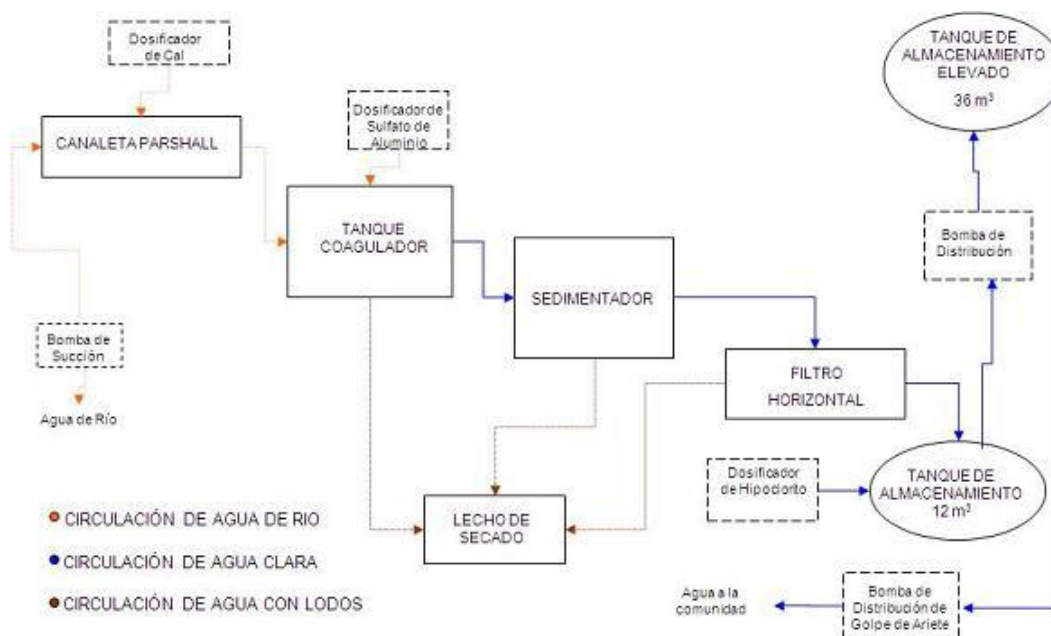 Dosificador
de Cal
TANQUE DE
ALMACENAMIENTO
ELEVADO
36 m³
Dosificador de
Sulfato de
Aluminio
CANALETA PARSHALL
TANQUE
COAGULADOR
Bomba de
Distribución
SEDIMENTADOR
Bomba de
Succión
Agua de Río
FILTRO
HORIZONTAL
Dosificador
de Hipoclorto
TANQUE DE
ALMACENAMIENTO
12 m³
LECHO DE
SECADO
CIRCULACIÓN DE AGUA DE RIO
CIRCULACIÓN DE AGUA CLARA
CIRCULACIÓN DE AGUA CON LODOS
Agua a la
comunidad
Bomba de
Distribución de
Golpe de Ariete